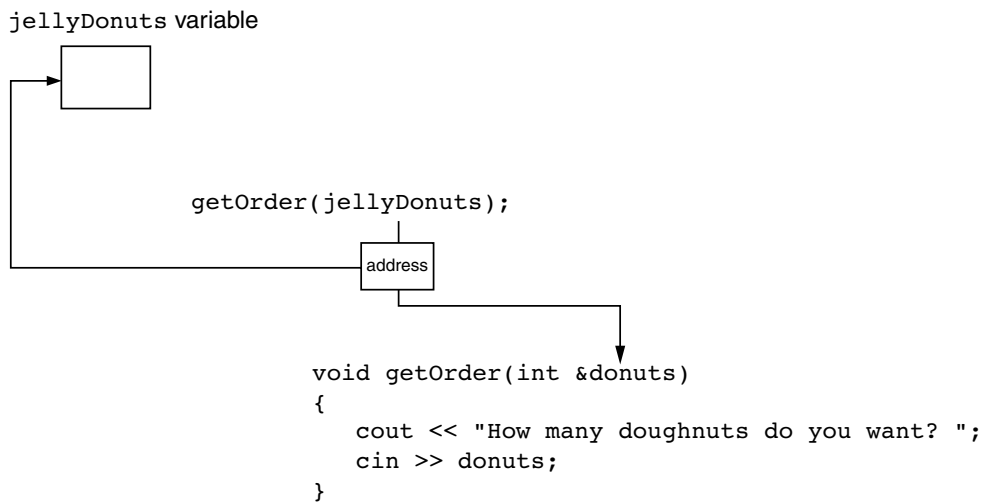 jellyDonuts variable
getOrder(jellyDonuts);
address
void getOrder(int &donuts)
{
   cout << "How many doughnuts do you want? ";
   cin >> donuts;
}